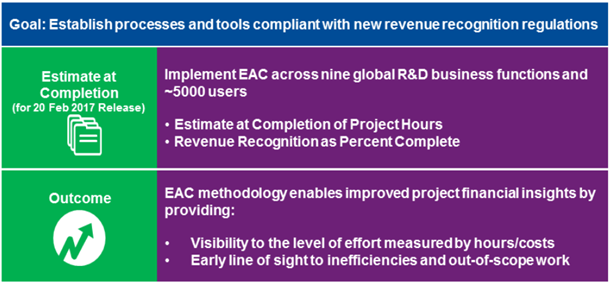 Goal: Establish processes and tools compliant with new revenue recognition regulations
Estimate at
Completion
(for 20 Feb 2017 Release)
Implement EAC across nine global R&D business functions and
~5000 users
• Estimate at Completion of Project Hours
• Revenue Recognition as Percent Complete
Outcome
EAC methodology enables improved project financial insights by
providing:
• Visibility to the level of effort measured by hours/costs
• Early line of sight to inefficiencies and out-of-scope work